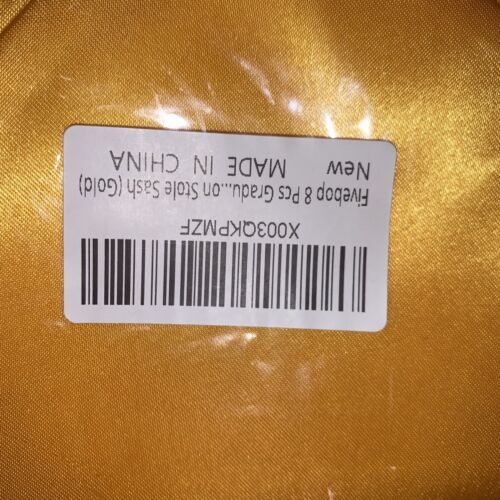 X003QKPMZF
Fivebop 8 Pcs Gradu...on Stole Sash (Gold)
New MADE IN CHINA